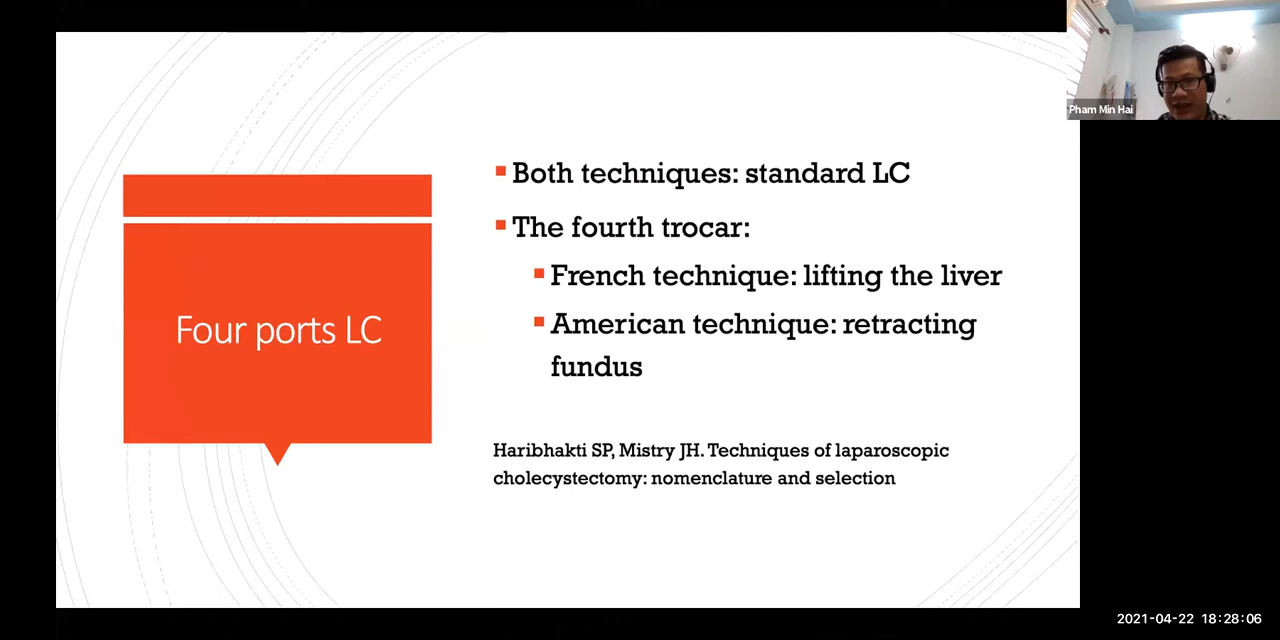 Pham Min Hai
Four ports LC
Both techniques: standard LC
The fourth trocar:
French technique: lifting the liver
American technique: retracting
fundus
Haribhakti SP, Mistry JH. Techniques of laparoscopic
cholecystectomy: nomenclature and selection
2021-04-22 18:28:06